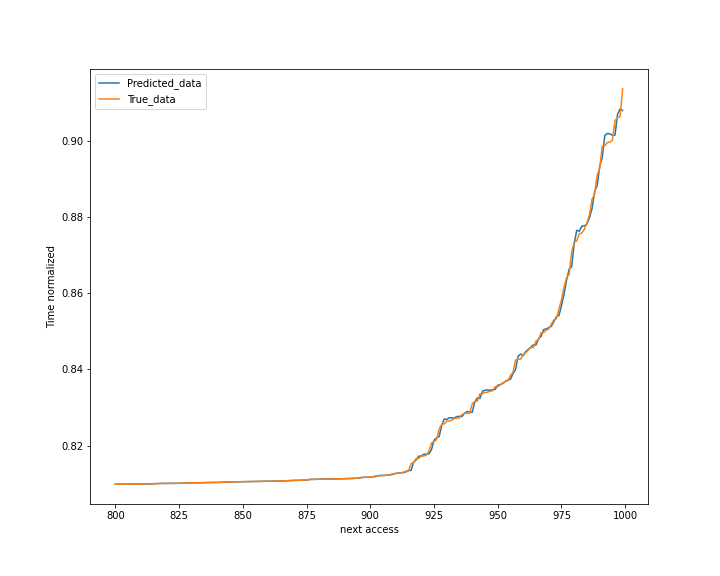 Predicted_data
True_data
0.90
0.88
0.86
0.84
0.82
Time normalized
800 825 850 875 900 925 950 975 1000
next access